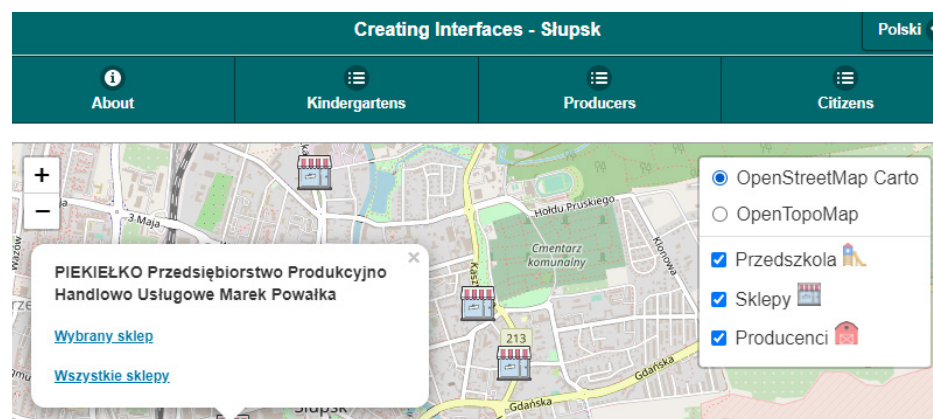 Creating Interfaces - Słupsk
Polski
About
Kindergartens
Producers
Citizens
+
−
3 Maja
Hołdu Pruskiego
Cmentarz
komunalny
Klonowa
213
Gdańska
Gdańska
Słupsk
PIEKIEŁKO Przedsiębiorstwo Produkcyjno
Handlowo Usługowe Marek Powałka
×
Wybrany sklep
Wszystkie sklepy
OpenStreetMap Carto
OpenTopoMap
Przedszkola
Sklepy
Producenci